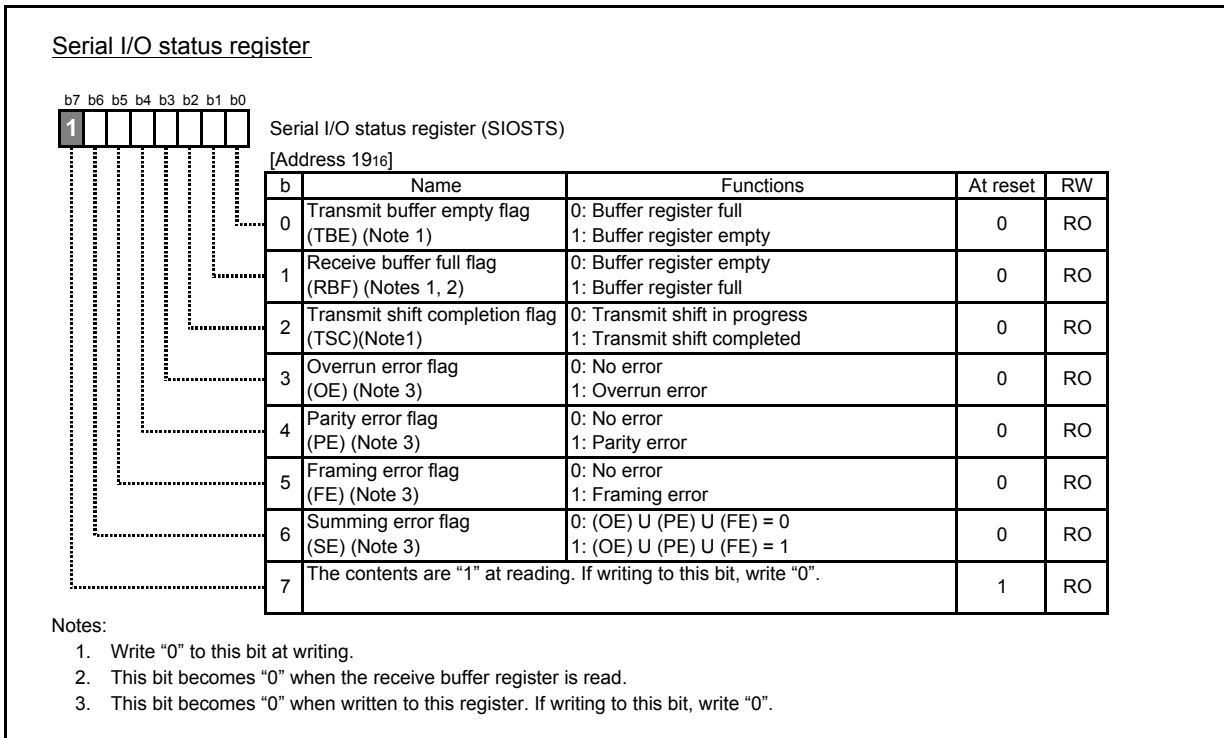 Serial I/O status register
b7 b6 b5 b4 b3 b2 b1 b0
1
Serial I/O status register (SIOSTS)
[Address 1916]
b Name Functions At reset RW
0 Transmit buffer empty flag (TBE) (Note 1) 0: Buffer register full 1: Buffer register empty 0 RO
1 Receive buffer full flag (RBF) (Notes 1, 2) 0: Buffer register empty 1: Buffer register full 0 RO
2 Transmit shift completion flag (TSC)(Note1) 0: Transmit shift in progress 1: Transmit shift completed 0 RO
3 Overrun error flag (OE) (Note 3) 0: No error 1: Overrun error 0 RO
4 Parity error flag (PE) (Note 3) 0: No error 1: Parity error 0 RO
5 Framing error flag (FE) (Note 3) 0: No error 1: Framing error 0 RO
6 Summing error flag (SE) (Note 3) 0: (OE) U (PE) U (FE) = 0 1: (OE) U (PE) U (FE) = 1 0 RO
7 The contents are “1” at reading. If writing to this bit, write “0”. 1 RO
Notes:
1. Write “0” to this bit at writing.
2. This bit becomes “0” when the receive buffer register is read.
3. This bit becomes “0” when written to this register. If writing to this bit, write “0”.